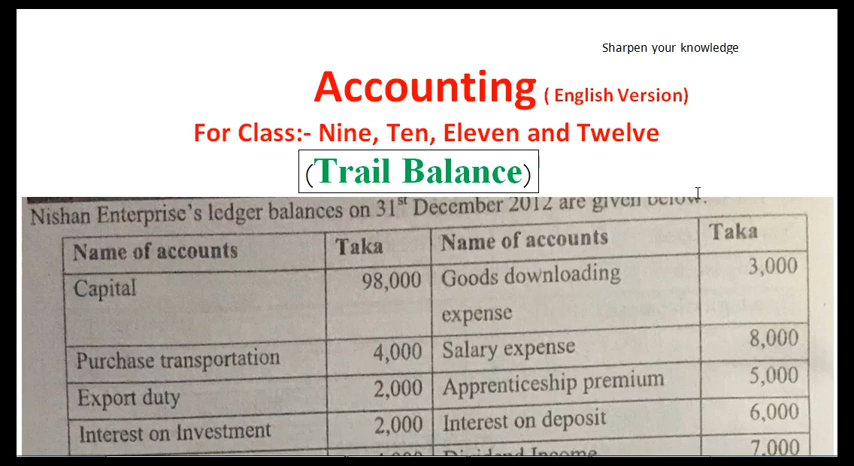 Sharpen your knowledge
Accounting ( English Version)
For Class:- Nine, Ten, Eleven and Twelve
(Trail Balance)
Nishan Enterprise's ledger balances on 31st December 2012 are given below.
Name of accounts Taka Name of accounts Taka
Capital 98,000 Goods downloading 3,000
expense
Purchase transportation 4,000 Salary expense 8,000
Export duty 2,000 Apprenticeship premium 5,000
Interest on Investment 2,000 Interest on deposit 6,000
Dividend Income 7,000